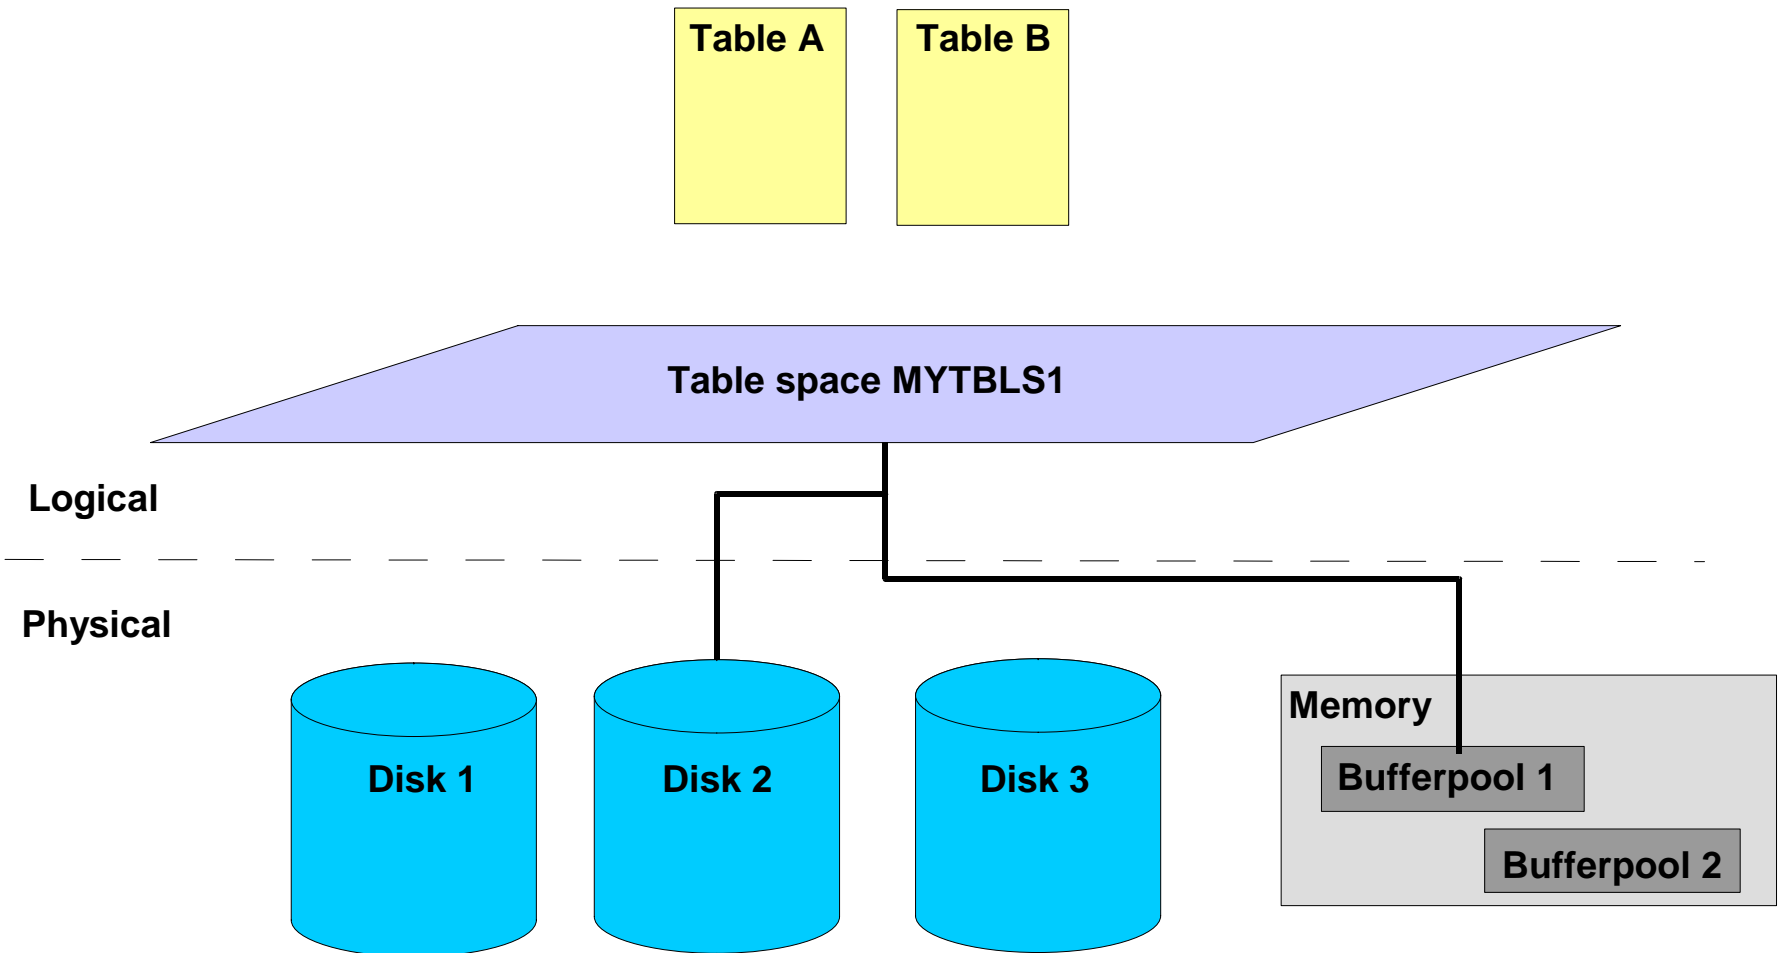 Table A
Table B
Table space MYTBLS1
Logical
Physical
Disk 1
Disk 2
Disk 3
Memory
Bufferpool 1
Bufferpool 2